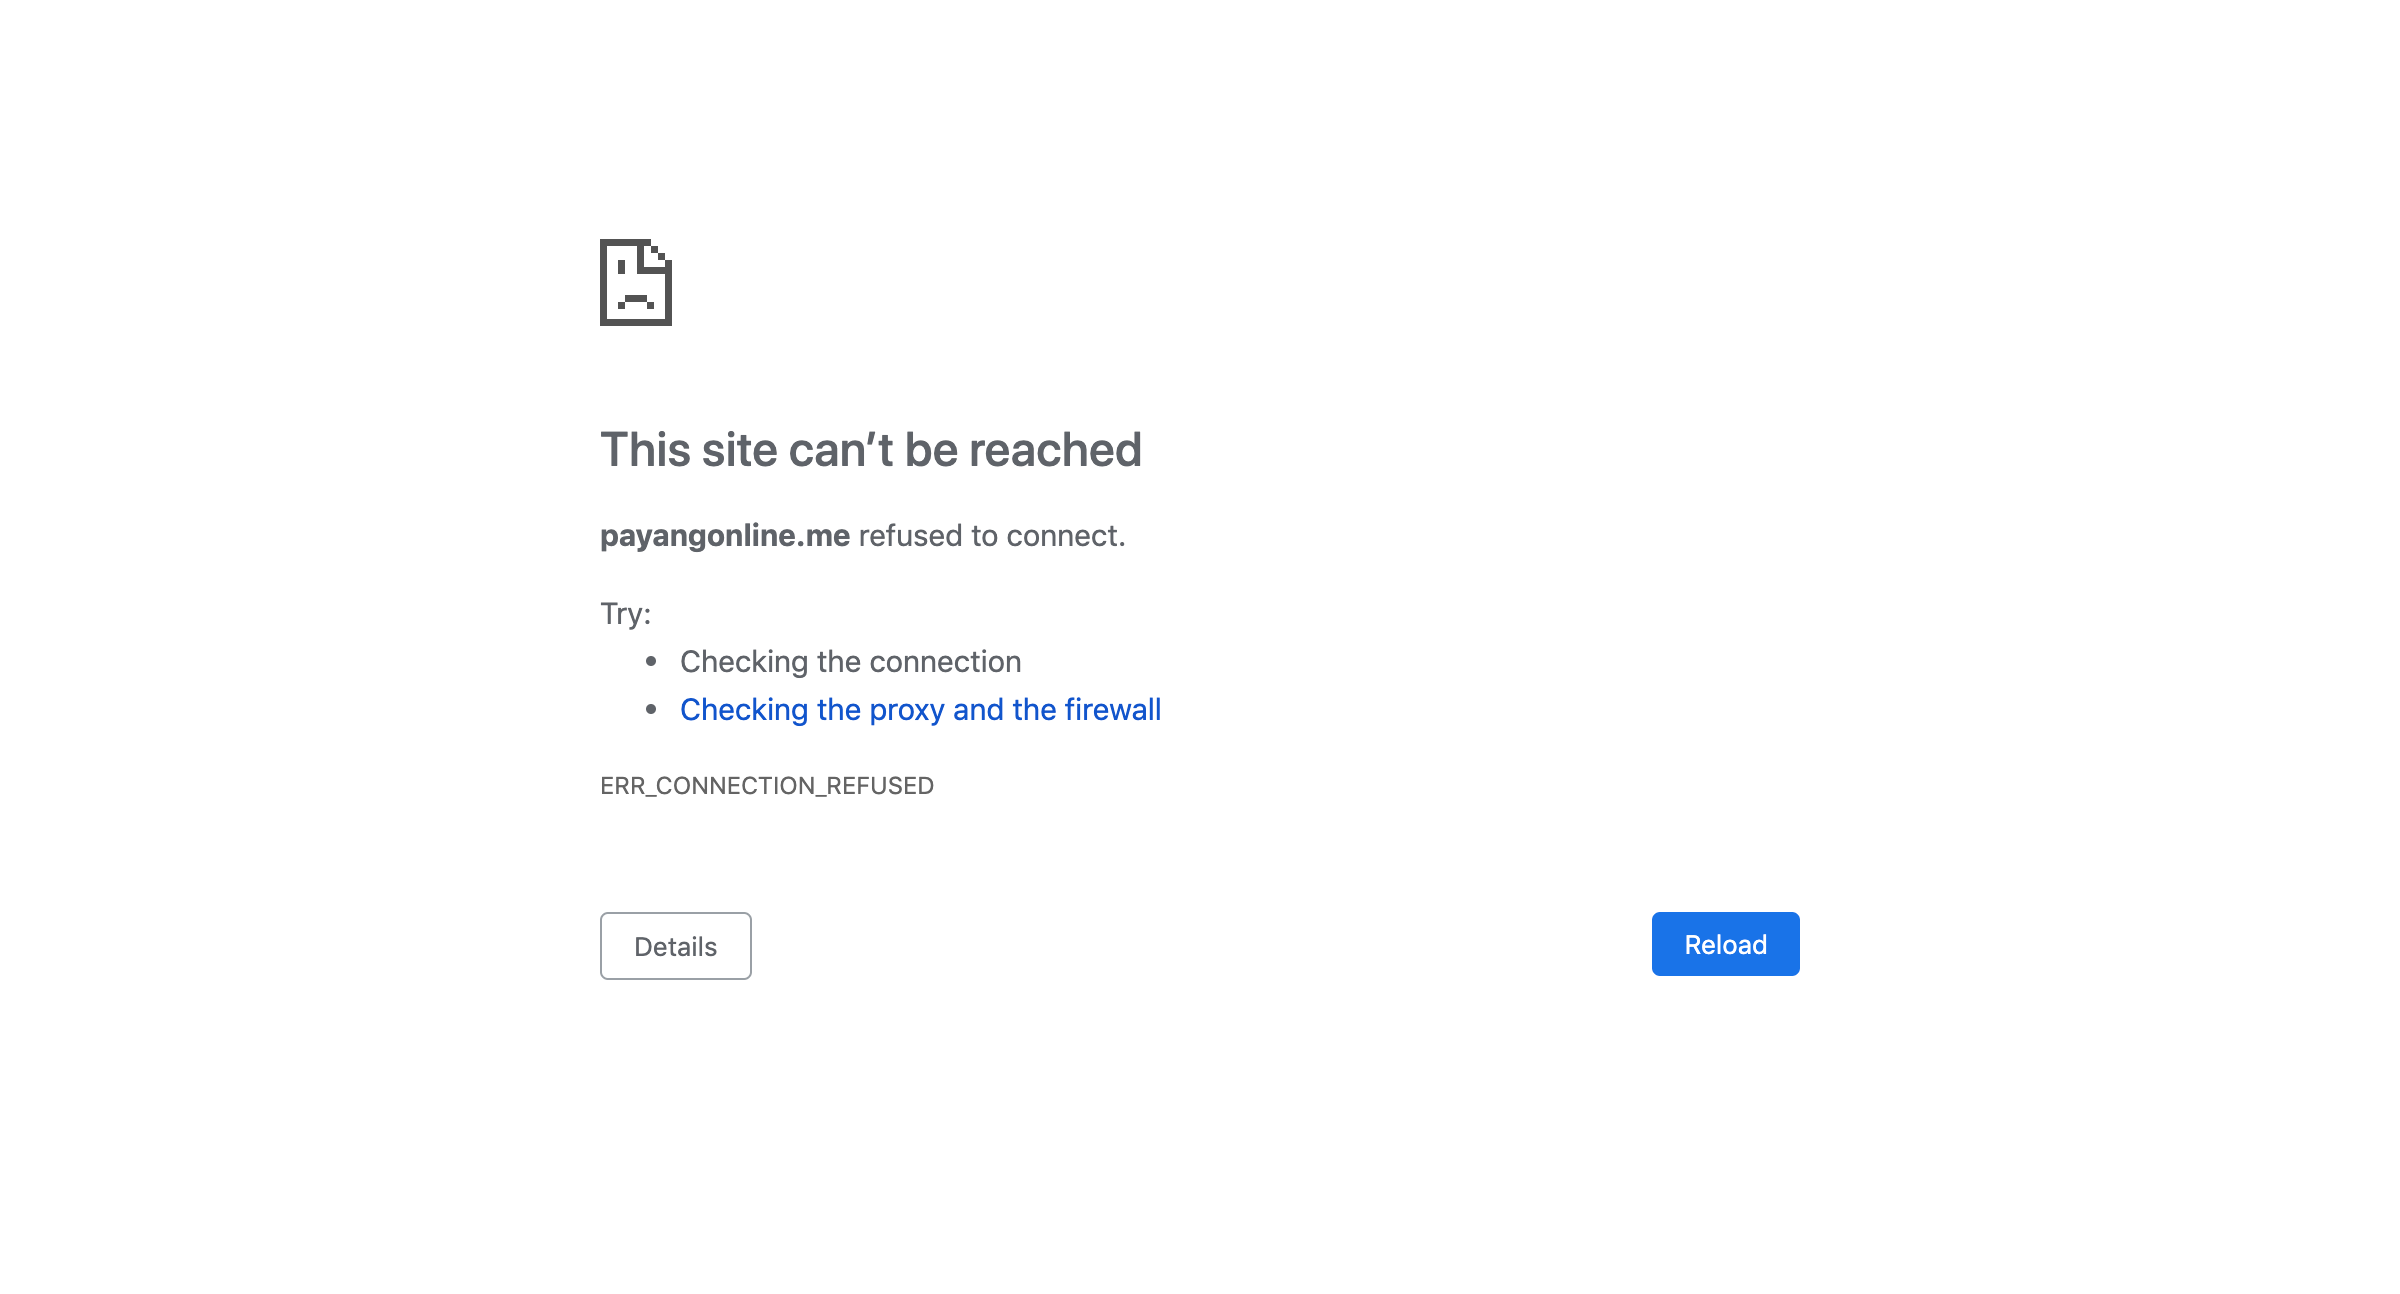 This site can’t be reached
payangonline.me refused to connect.
Try:
• Checking the connection
• Checking the proxy and the firewall
ERR_CONNECTION_REFUSED
Details
Reload